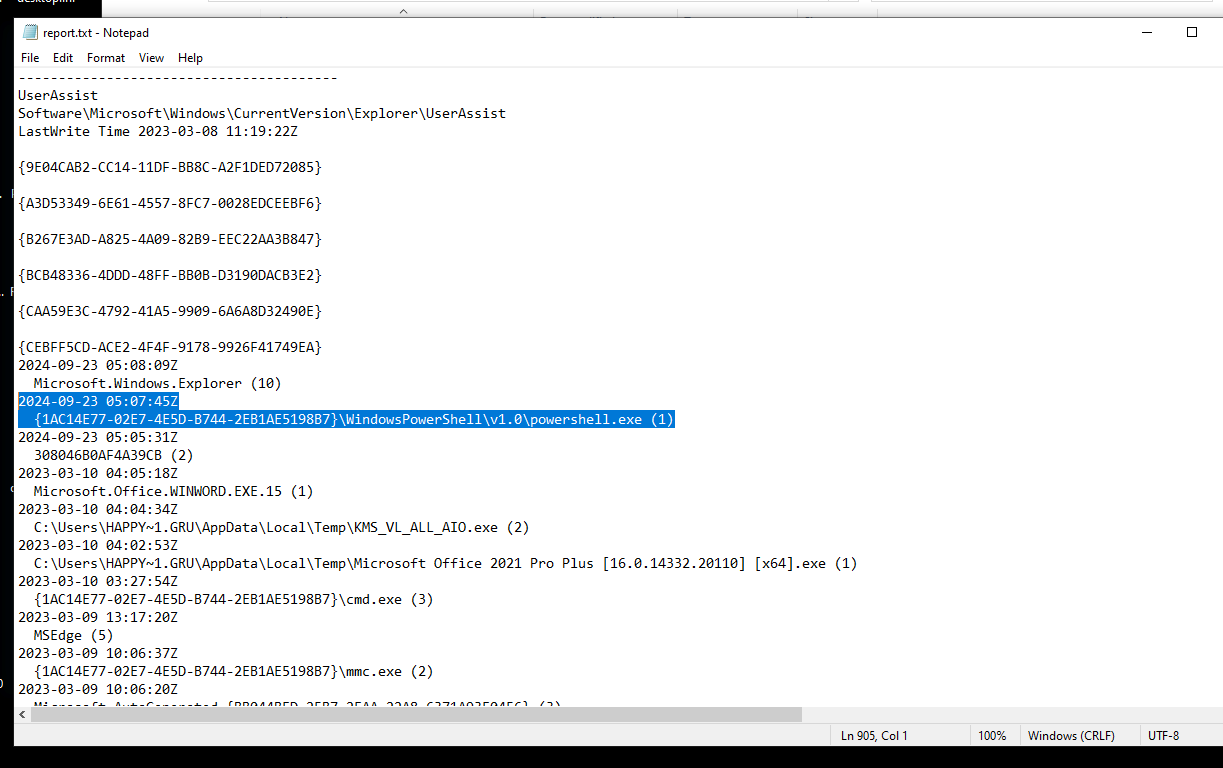 desktop.ini
report.txt - Notepad
File Edit Format View Help
----------------------------------------
UserAssist
Software\Microsoft\Windows\CurrentVersion\Explorer\UserAssist
LastWrite Time 2023-03-08 11:19:22Z
{9E04CAB2-CC14-11DF-BB8C-A2F1DED72085}
{A3D53349-6E61-4557-8FC7-0028EDCEEBF6}
{B267E3AD-A825-4A09-82B9-EEC22AA3B847}
{BCB48336-4DDD-48FF-BB0B-D3190DACB3E2}
{CAA59E3C-4792-41A5-9909-6A6A8D32490E}
{CEBFF5CD-ACE2-4F4F-9178-9926F41749EA}
2024-09-23 05:08:09Z
Microsoft.Windows.Explorer (10)
2024-09-23 05:07:45Z
{1AC14E77-02E7-4E5D-B744-2EB1AE5198B7}\WindowsPowerShell\v1.0\powershell.exe (1)
2024-09-23 05:05:31Z
308046B0AF4A39CB (2)
2023-03-10 04:05:18Z
Microsoft.Office.WINWORD.EXE.15 (1)
2023-03-10 04:04:34Z
C:\Users\HAPPY~1.GRU\AppData\Local\Temp\KMS_VL_ALL_AIO.exe (2)
2023-03-10 04:02:53Z
C:\Users\HAPPY~1.GRU\AppData\Local\Temp\Microsoft Office 2021 Pro Plus [16.0.14332.20110] [x64].exe (1)
2023-03-10 03:27:54Z
{1AC14E77-02E7-4E5D-B744-2EB1AE5198B7}\cmd.exe (3)
2023-03-09 13:17:20Z
MSEdge (5)
2023-03-09 10:06:37Z
{1AC14E77-02E7-4E5D-B744-2EB1AE5198B7}\mmc.exe (2)
2023-03-09 10:06:20Z
Ln 905, Col 1 100% Windows (CRLF) UTF-8